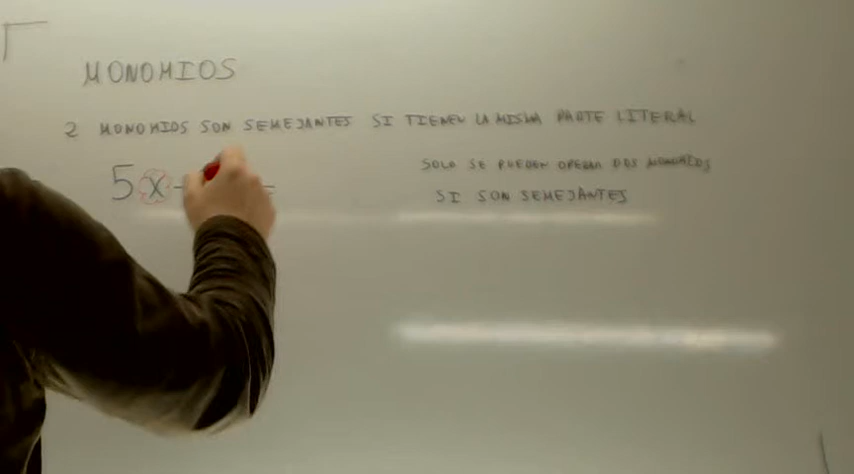 MONOMIOS
2 MONOMIOS SON SEMEJANTES SI TIENEN LA MISMA PARTE LITERAL
SOLO SE PUEDEN OPERAR DOS MONOMIOS
SI SON SEMEJANTES
5x - =